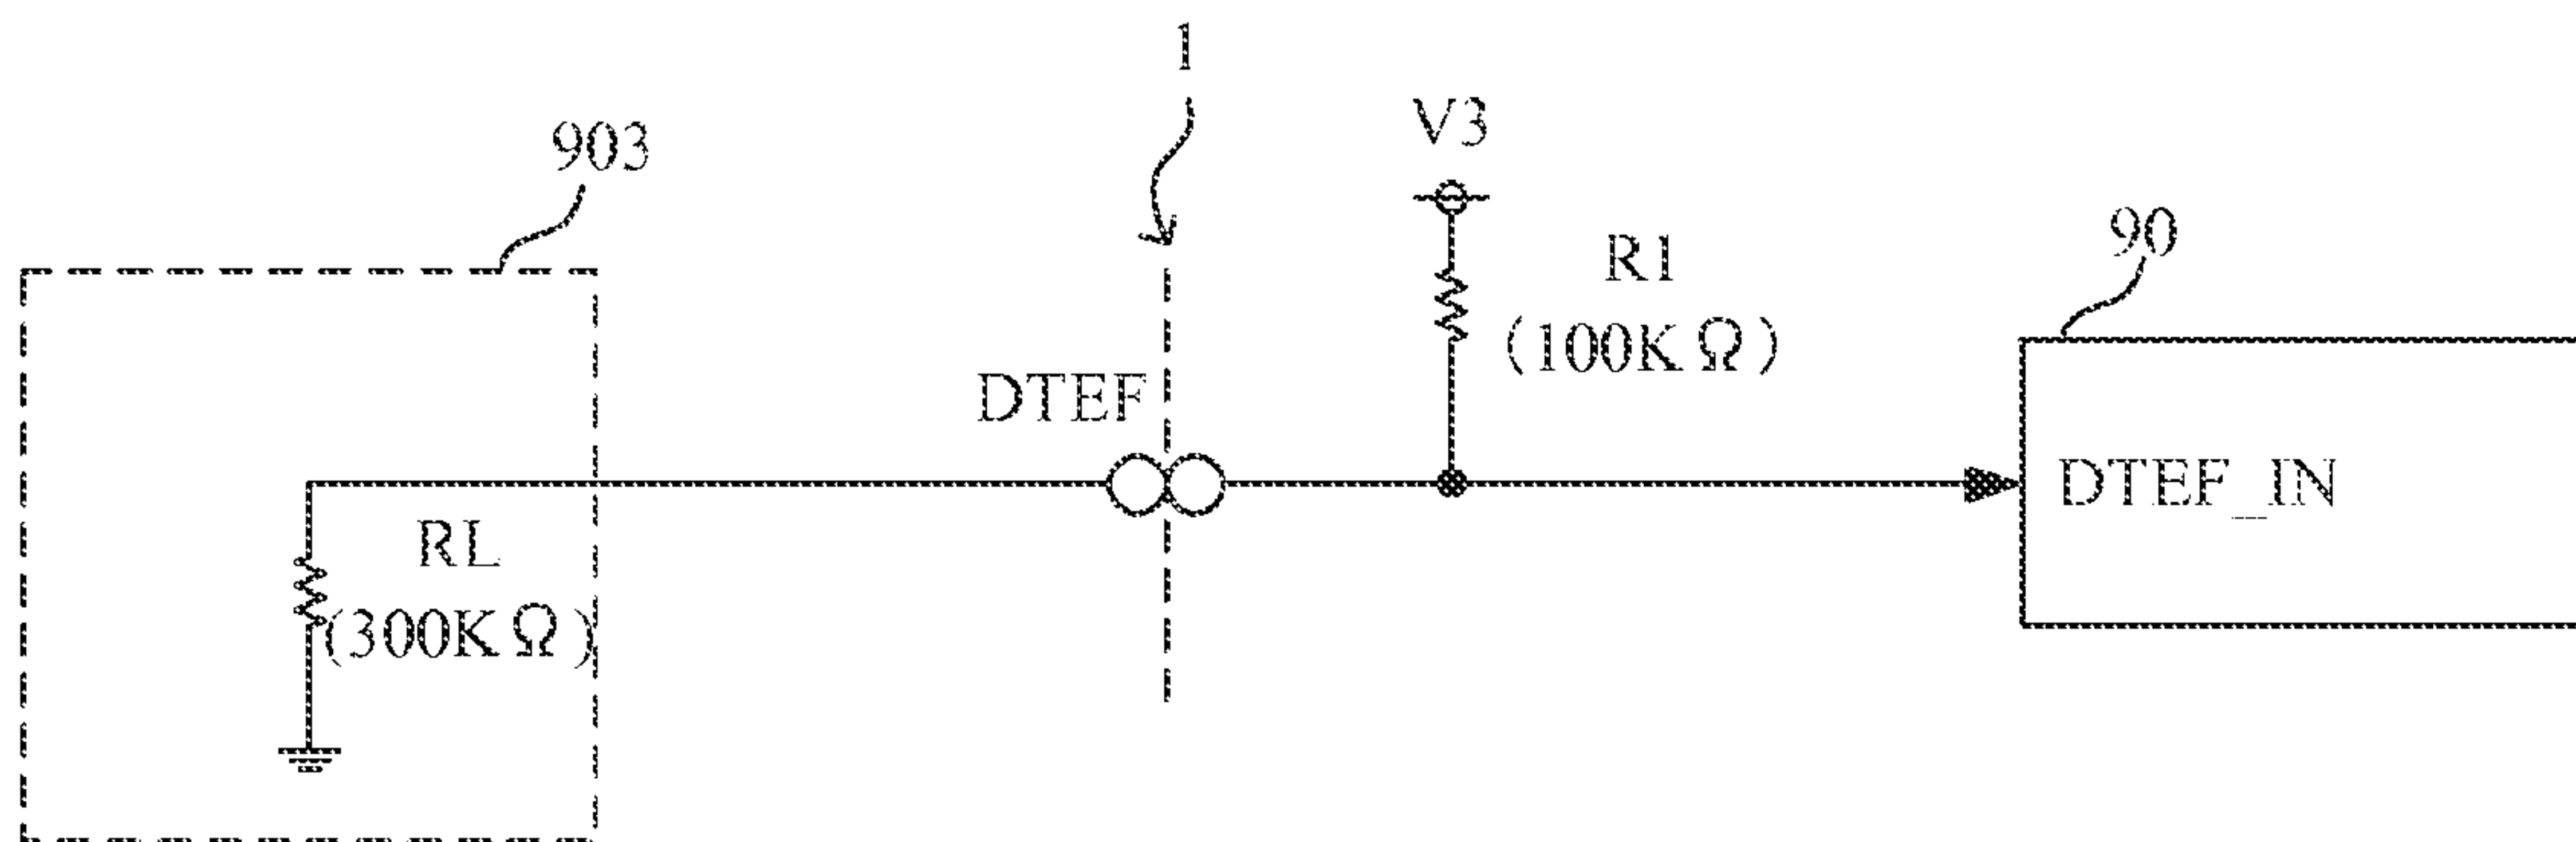 1
903
V3
90
R1
(100KΩ)
DTEF
DTEF_IN
RL
(300KΩ)